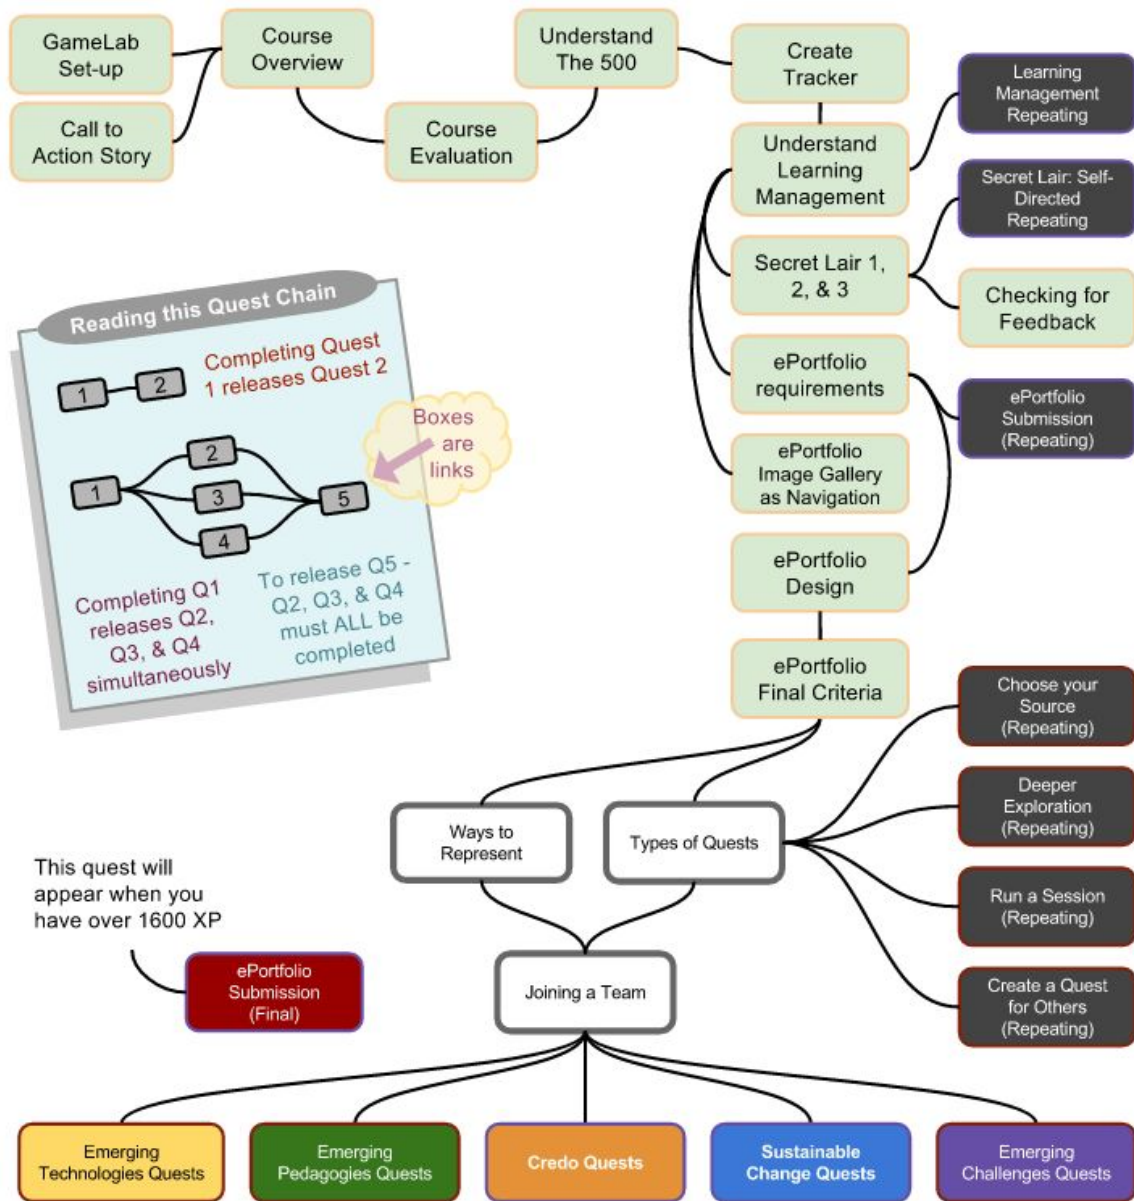 GameLab
Set-up
Course
Overview
Understand
The 500
Create
Tracker
Learning
Management
Repeating
Call to
Action Story
Course
Evaluation
Understand
Learning
Management
Secret Lair: Self-
Directed
Repeating
Secret Lair 1,
2, & 3
Checking for
Feedback
Reading this Quest Chain
1
2
Completing Quest
1 releases Quest 2
Boxes
are
links
1
2
3
4
5
Completing Q1
releases Q2,
Q3, & Q4
simultaneously
To release Q5 -
Q2, Q3, & Q4
must ALL be
completed
ePortfolio
requirements
ePortfolio
Submission
(Repeating)
ePortfolio
Image Gallery
as Navigation
ePortfolio
Design
ePortfolio
Final Criteria
Choose your
Source
(Repeating)
Deeper
Exploration
(Repeating)
Ways to
Represent
Types of Quests
Run a Session
(Repeating)
Create a Quest
for Others
(Repeating)
This quest will
appear when you
have over 1600 XP
ePortfolio
Submission
(Final)
Joining a Team
Emerging
Technologies Quests
Emerging
Pedagogies Quests
Credo Quests
Sustainable
Change Quests
Emerging
Challenges Quests